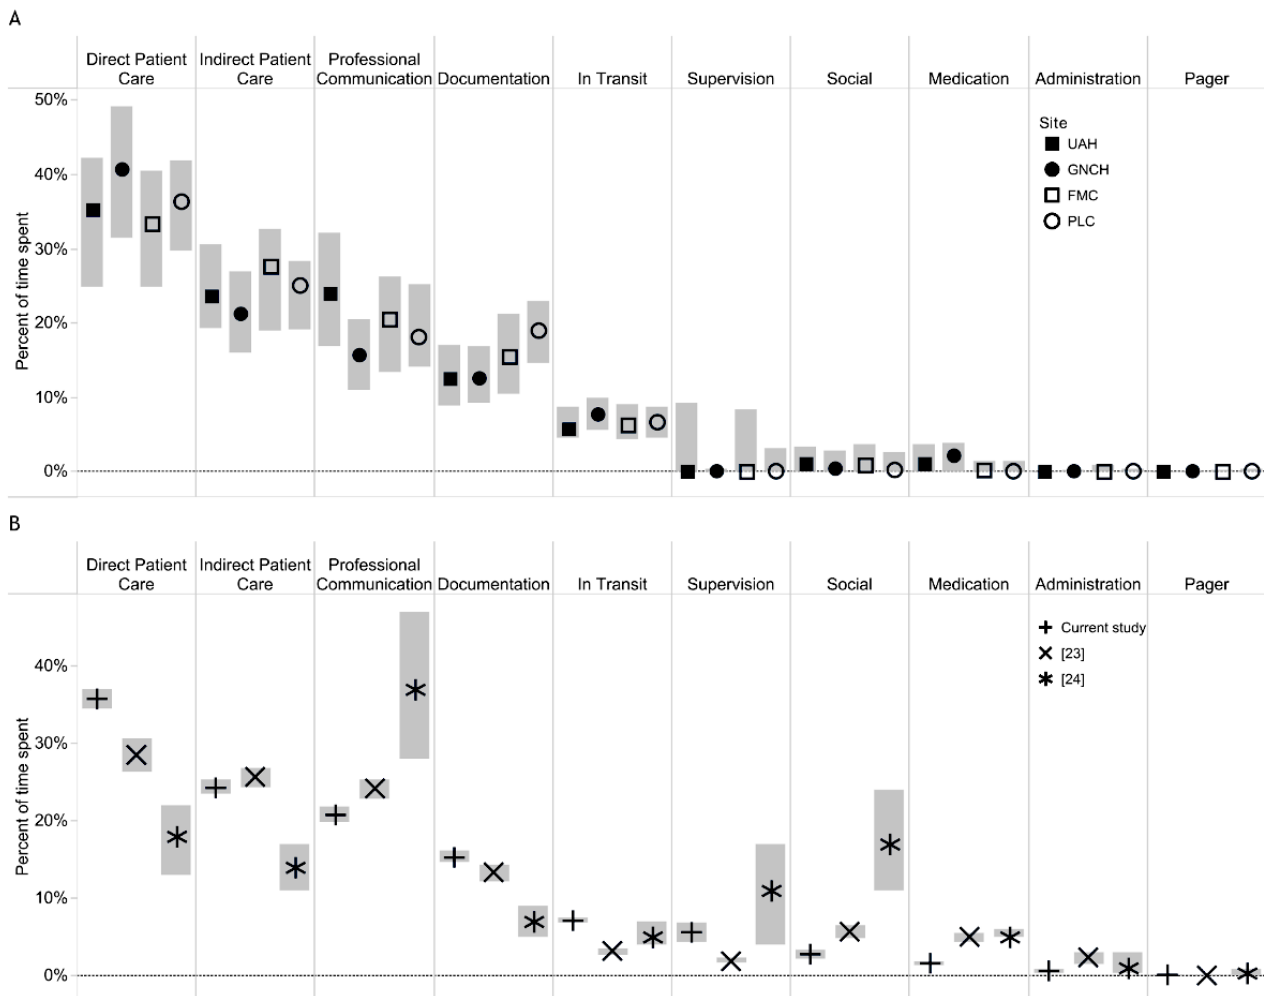 A
Direct Patient Care
Indirect Patient Care
Professional Communication
Documentation
In Transit
Supervision
Social
Medication
Administration
Pager
50%
40%
30%
20%
10%
0%
Percent of time spent
Site
UAH
GNCH
FMC
PLC
B
Direct Patient Care
Indirect Patient Care
Professional Communication
Documentation
In Transit
Supervision
Social
Medication
Administration
Pager
40%
30%
20%
10%
0%
Percent of time spent
Current study
[23]
[24]